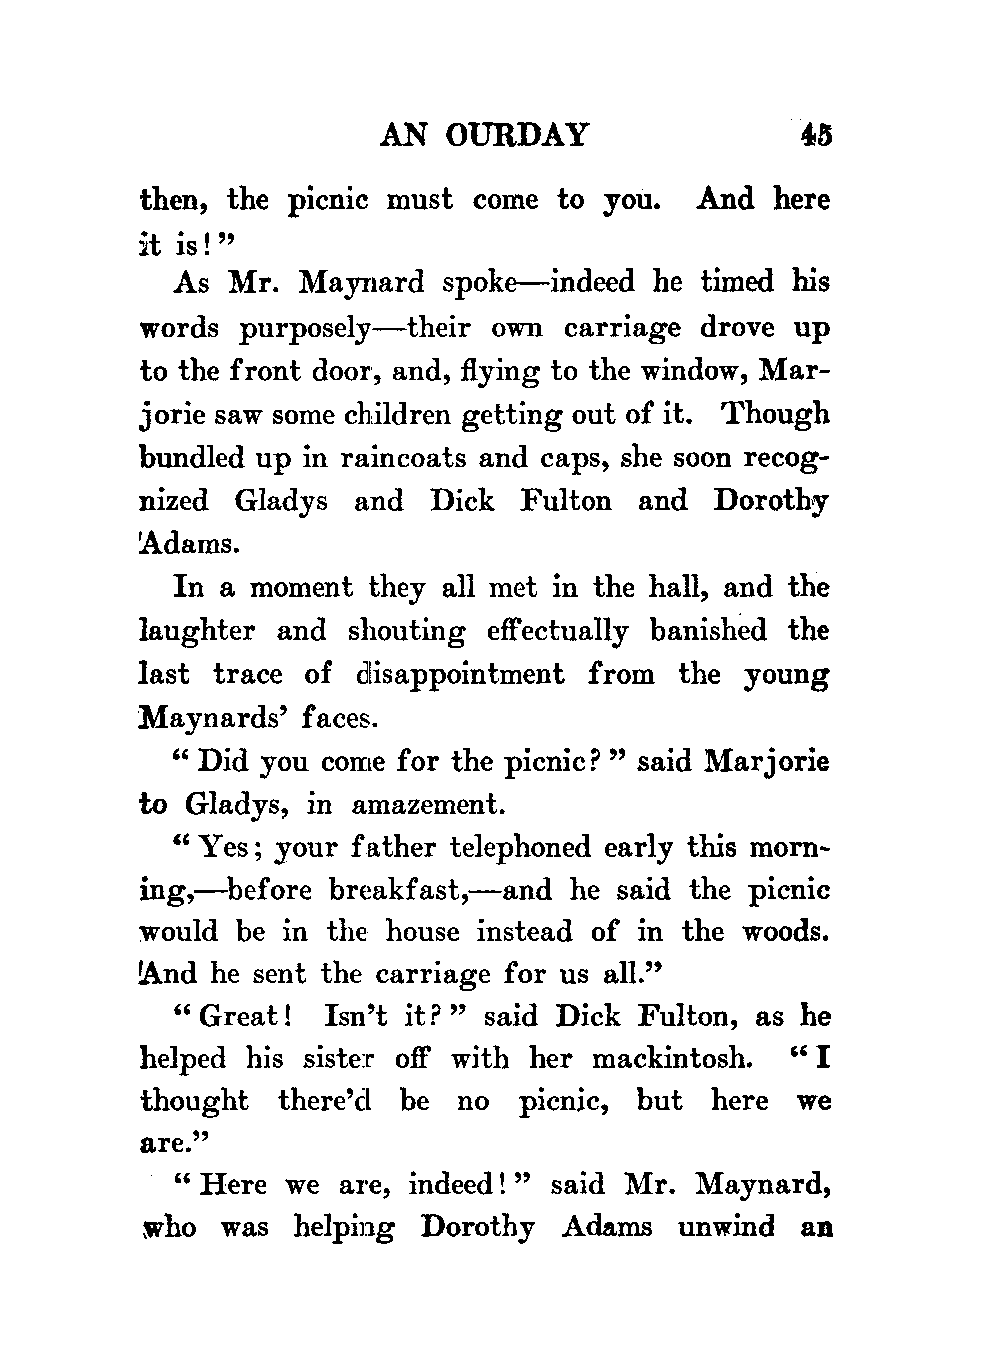 AN OURDAY 45
then, the picnic must come to you. And here
it is!”
As Mr. Maynard spoke—indeed he timed his
words purposely—their own carriage drove up
to the front door, and, flying to the window, Mar-
jorie saw some children getting out of it. Though
bundled up in raincoats and caps, she soon recog-
nized Gladys and Dick Fulton and Dorothy
Adams.
In a moment they all met in the hall, and the
laughter and shouting effectually banished the
last trace of disappointment from the young
Maynards’ faces.
“ Did you come for the picnic? ” said Marjorie
to Gladys, in amazement.
“ Yes; your father telephoned early this morn-
ing,—before breakfast,—and he said the picnic
would be in the house instead of in the woods.
And he sent the carriage for us all.”
“ Great! Isn’t it? ” said Dick Fulton, as he
helped his sister off with her mackintosh. “ I
thought there’d be no picnic, but here we
are.”
“ Here we are, indeed! ” said Mr. Maynard,
who was helping Dorothy Adams unwind an